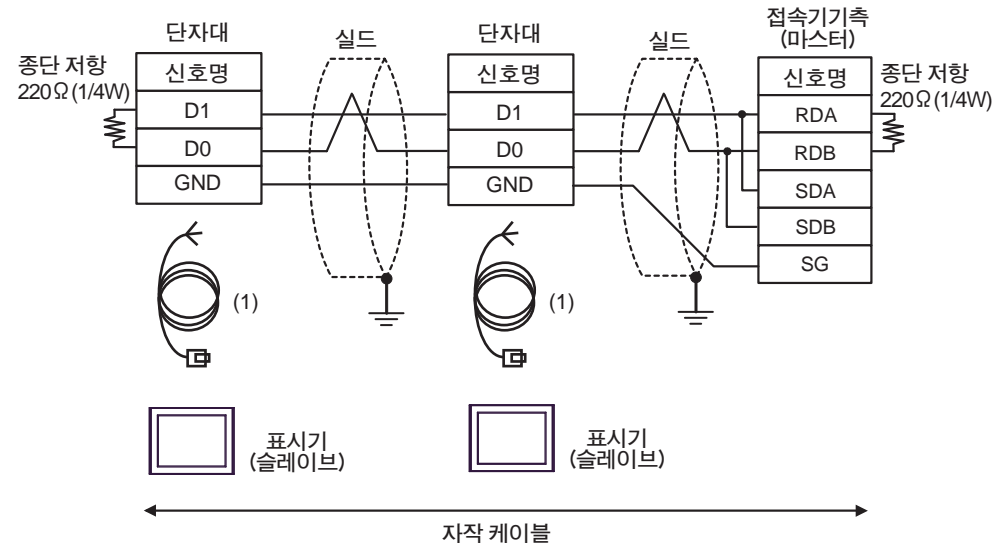 종단 저항
220Ω(1/4W)
단자대
신호명
D1
D0
GND
실드
단자대
신호명
D1
D0
GND
실드
접속기기측
(마스터)
신호명
RDA
RDB
SDA
SDB
SG
종단 저항
220Ω(1/4W)
(1)
(1)
표시기
(슬레이브)
표시기
(슬레이브)
자작 케이블